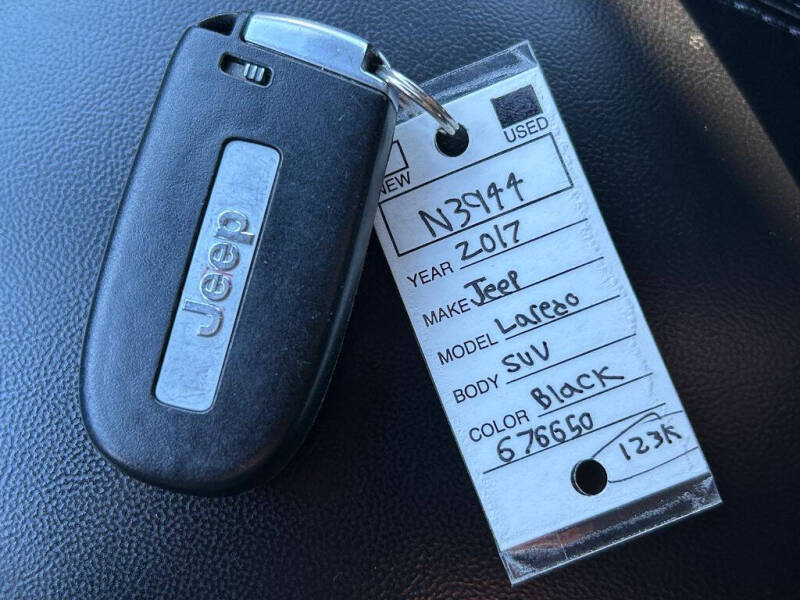 Jeep
NEW
USED
N3944
YEAR 2017
MAKE Jeep
MODEL Laredo
BODY SUV
COLOR Black
676650
123K